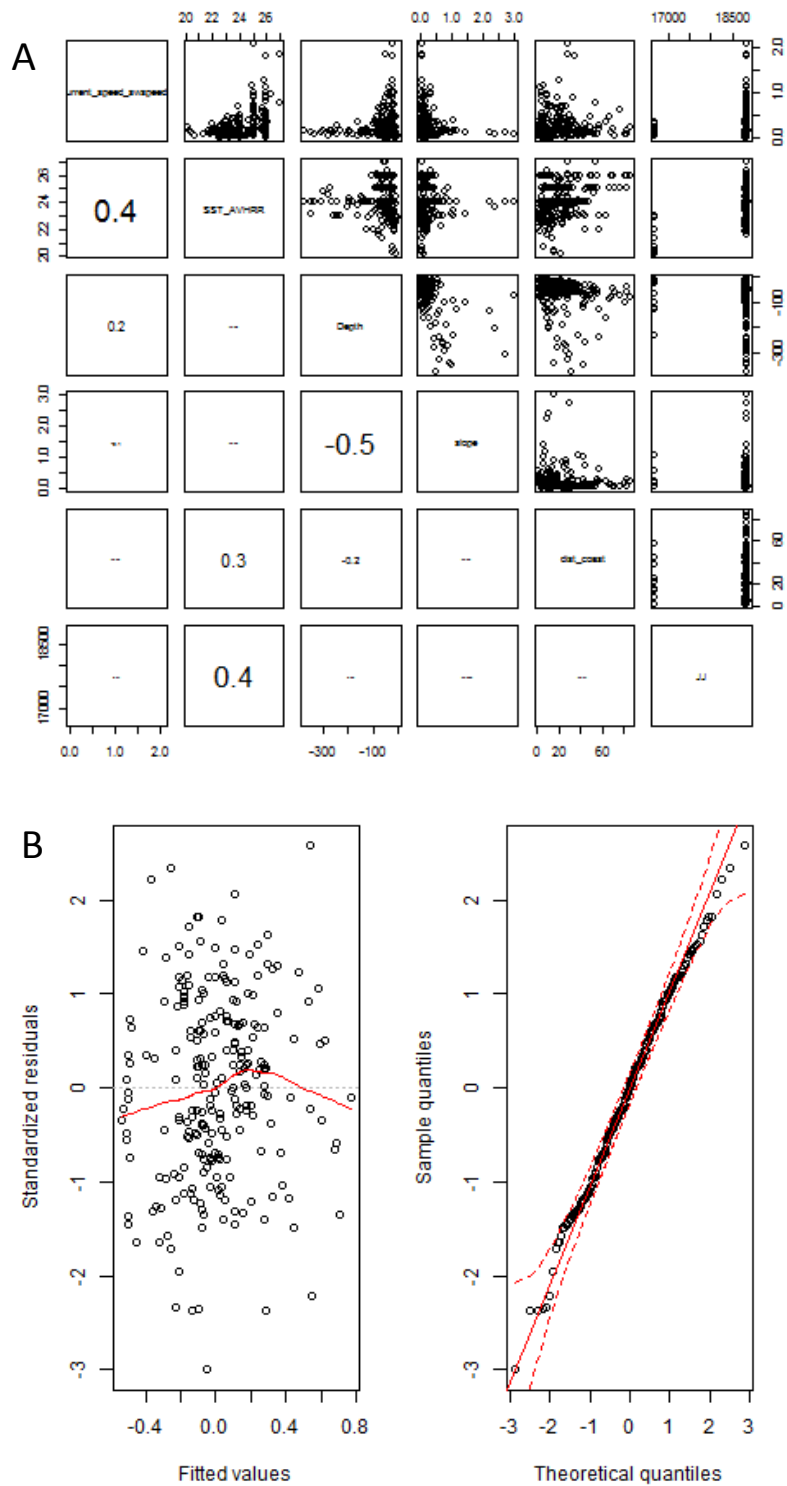 20 22 24 26 0.0 1.0 2.0 3.0 17000 18500
A
0.0 1.0 2.0
0.4 SST_AVHRR
20 22 24 26
0.2 -- Depth
-300 -100
-- -0.5 slope
0.0 1.0 2.0 3.0
-- 0.3 -0.2 -- dist_coast
0 20 60
-- 0.4 -- -- --
17000 18500
0.0 1.0 2.0 -300 -100 0 20 60
B
Standardized residuals
-3 -2 -1 0 1 2
-0.4 0.0 0.4 0.8
Fitted values
Sample quantiles
-3 -2 -1 0 1 2
-3 -2 -1 0 1 2 3
Theoretical quantiles